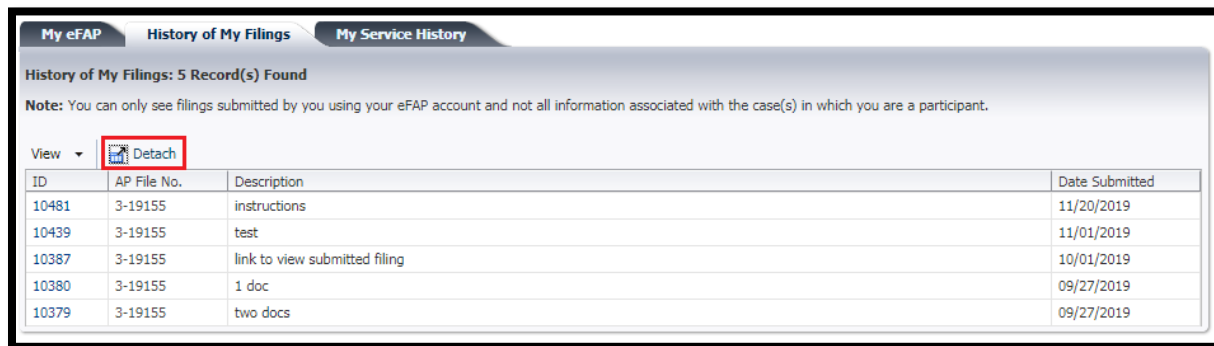 My eFAP History of My Filings My Service History
History of My Filings: 5 Record(s) Found
Note: You can only see filings submitted by you using your eFAP account and not all information associated with the case(s) in which you are a participant.
View Detach
ID AP File No. Description Date Submitted
10481 3-19155 instructions 11/20/2019
10439 3-19155 test 11/01/2019
10387 3-19155 link to view submitted filing 10/01/2019
10380 3-19155 1 doc 09/27/2019
10379 3-19155 two docs 09/27/2019